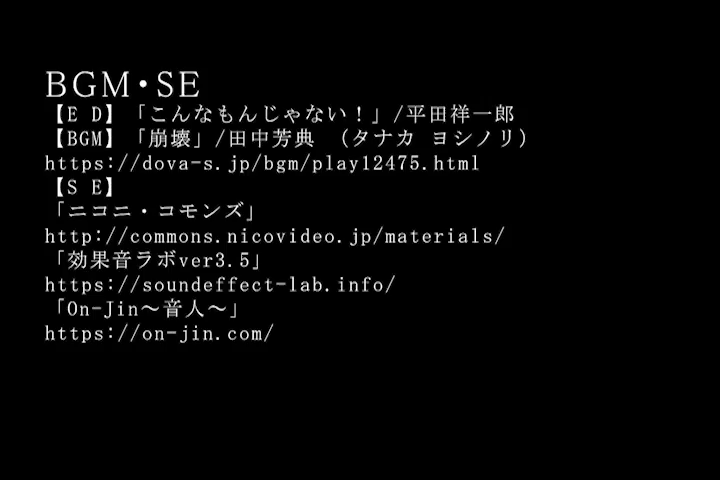 BGM・SE
【E D】「こんなもんじゃない！」/平田祥一郎
【BGM】「崩壊」/田中芳典　（タナカ ヨシノリ）
https://dova-s.jp/bgm/play12475.html
【S E】
「ニコニ・コモンズ」
http://commons.nicovideo.jp/materials/
「効果音ラボver3.5」
https://soundeffect-lab.info/
「On-Jin～音人～」
https://on-jin.com/